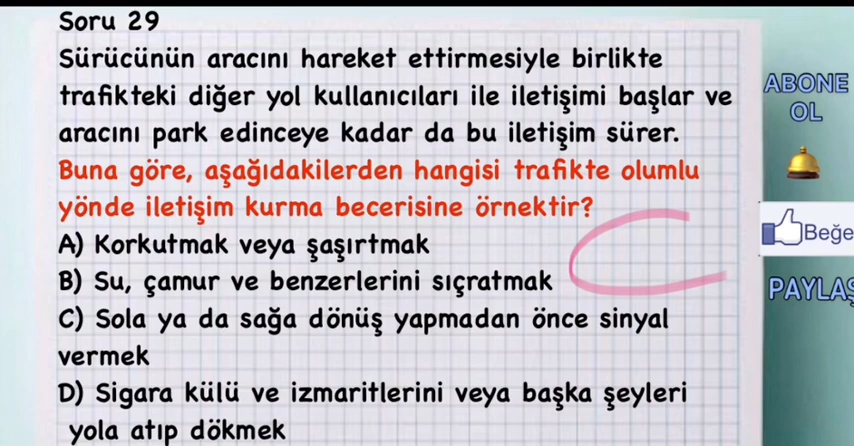 Soru 29
Sürücünün aracını hareket ettirmesiyle birlikte
trafikteki diğer yol kullanıcıları ile iletişimi başlar ve
aracını park edinceye kadar da bu iletişim sürer.
Buna göre, aşağıdakilerden hangisi trafikte olumlu
yönde iletişim kurma becerisine örnektir?
A) Korkutmak veya şaşırtmak
B) Su, çamur ve benzerlerini sıçratmak
C) Sola ya da sağa dönüş yapmadan önce sinyal
vermek
D) Sigara külü ve izmaritlerini veya başka şeyleri
yola atıp dökmek
ABONE
OL
Beğe
PAYLAŞ